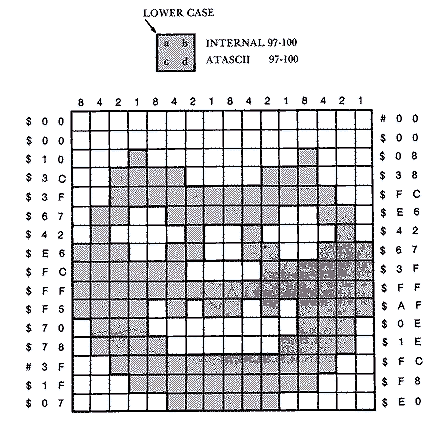 LOWER CASE
a b INTERNAL 97-100
c d ATASCII 97-100
8 4 2 1 8 4 2 1 8 4 2 1 8 4 2 1
$ 0 0 # 0 0
$ 0 0 $ 0 0
$ 1 0 $ 0 8
$ 3 C $ 3 8
$ 3 F $ F C
$ 6 7 $ E 6
$ 4 2 $ 4 2
$ E 6 $ 6 7
$ F C $ 3 F
$ F F $ F F
$ F 5 $ A F
$ 7 0 $ 0 E
$ 7 8 $ 1 E
# 3 F $ F C
$ 1 F $ F 8
$ 0 7 $ E 0